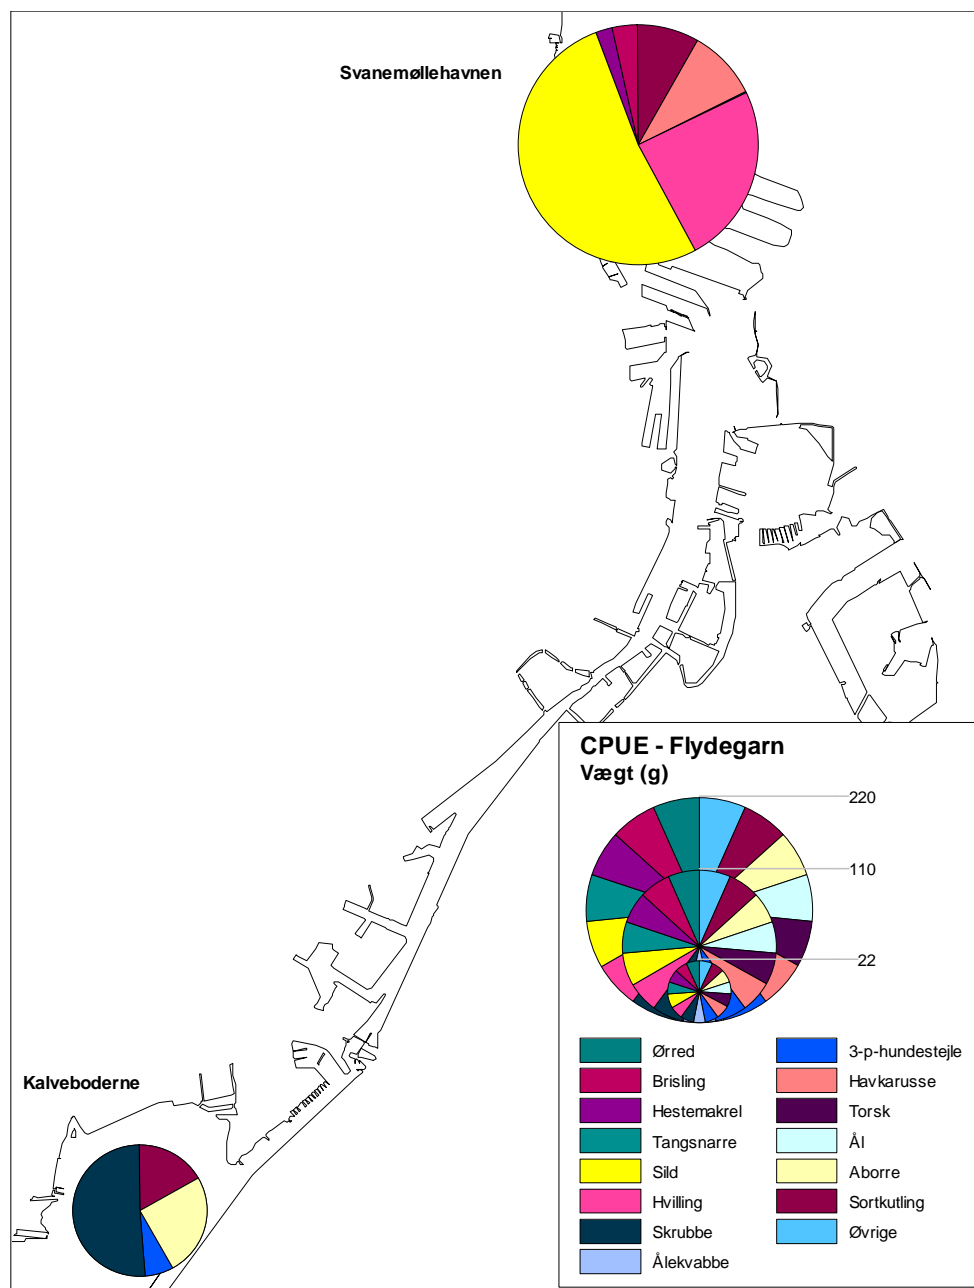 Svanemøllehavnen
Kalveboderne
CPUE - Flydegarn
Vægt (g)
220
110
22
Ørred
Brisling
Hestemakrel
Tangsnarre
Sild
Hvilling
Skrubbe
Ålekvabbe
3-p-hundestejle
Havkarusse
Torsk
Ål
Aborre
Sortkutling
Øvrige